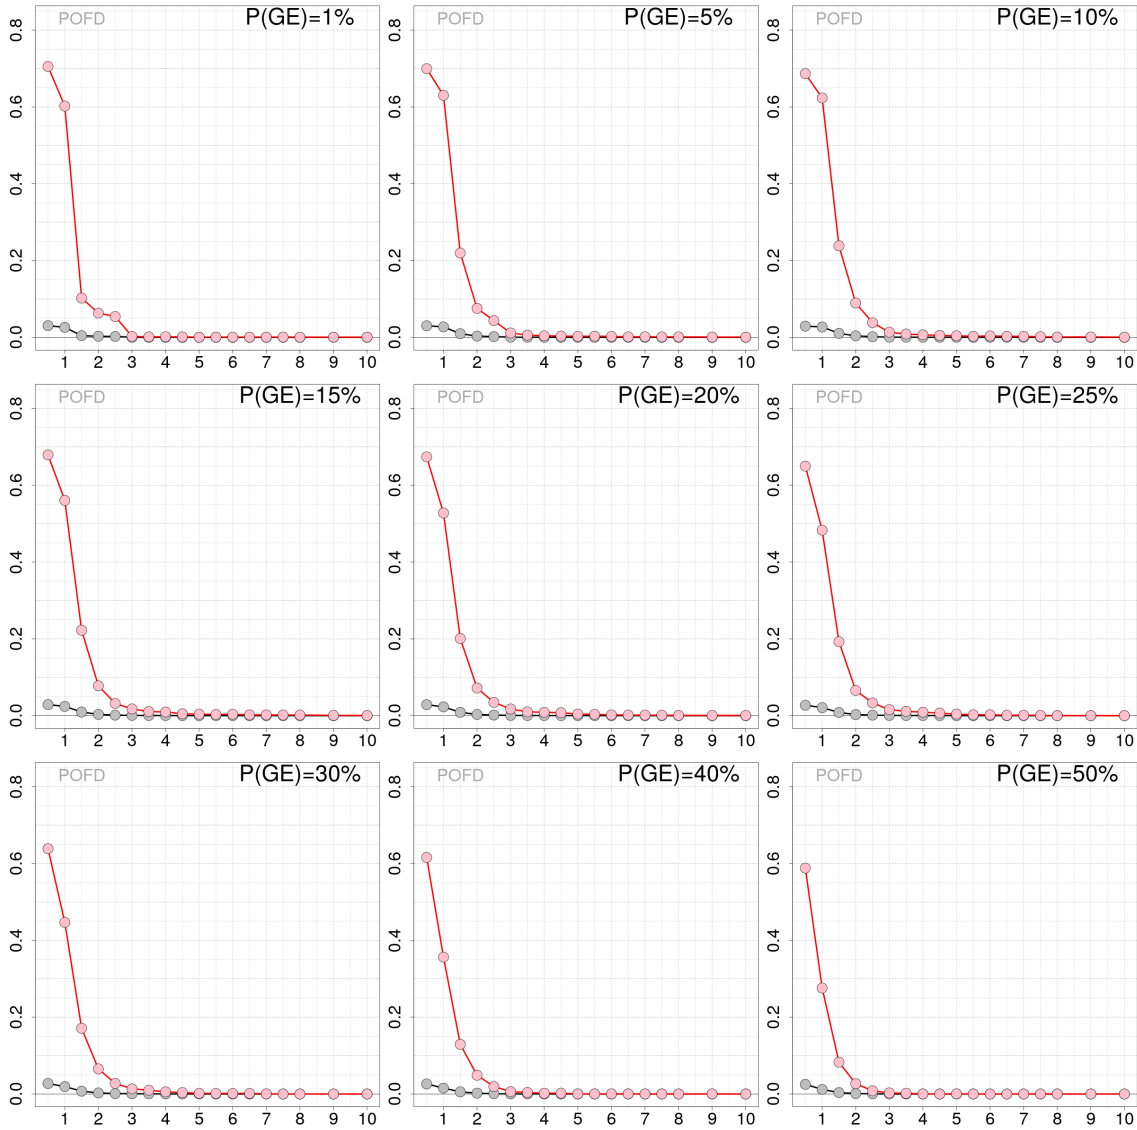 POFD P(GE)=1% POFD P(GE)=5% POFD P(GE)=10%
0.8 0.8 0.8
0.6 0.6 0.6
0.4 0.4 0.4
0.2 0.2 0.2
0.0 0.0 0.0
1 2 3 4 5 6 7 8 9 10 1 2 3 4 5 6 7 8 9 10 1 2 3 4 5 6 7 8 9 10
POFD P(GE)=15% POFD P(GE)=20% POFD P(GE)=25%
0.8 0.8 0.8
0.6 0.6 0.6
0.4 0.4 0.4
0.2 0.2 0.2
0.0 0.0 0.0
1 2 3 4 5 6 7 8 9 10 1 2 3 4 5 6 7 8 9 10 1 2 3 4 5 6 7 8 9 10
POFD P(GE)=30% POFD P(GE)=40% POFD P(GE)=50%
0.8 0.8 0.8
0.6 0.6 0.6
0.4 0.4 0.4
0.2 0.2 0.2
0.0 0.0 0.0
1 2 3 4 5 6 7 8 9 10 1 2 3 4 5 6 7 8 9 10 1 2 3 4 5 6 7 8 9 10